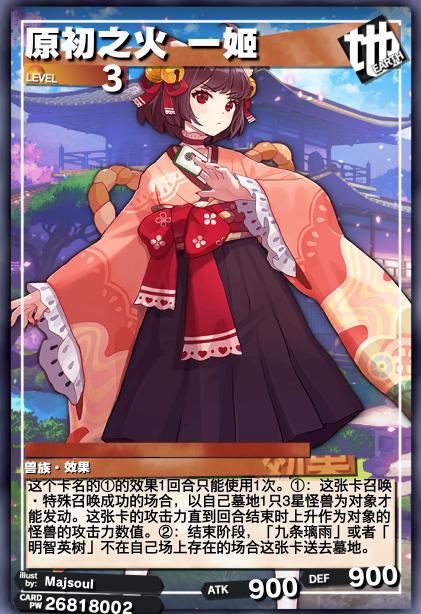 原初之火 一姬
地
EARTH
LEVEL
3
兽族・效果
这个卡名的①的效果1回合只能使用1次。①：这张卡召唤
・特殊召唤成功的场合，以自己墓地1只3星怪兽为对象才
能发动。这张卡的攻击力直到回合结束时上升作为对象的
怪兽的攻击力数值。②：结束阶段，「九条璃雨」或者「
明智英树」不在自己场上存在的场合这张卡送去墓地。
illust by: Majsoul
ATK 900 DEF 900
CARD PW 26818002